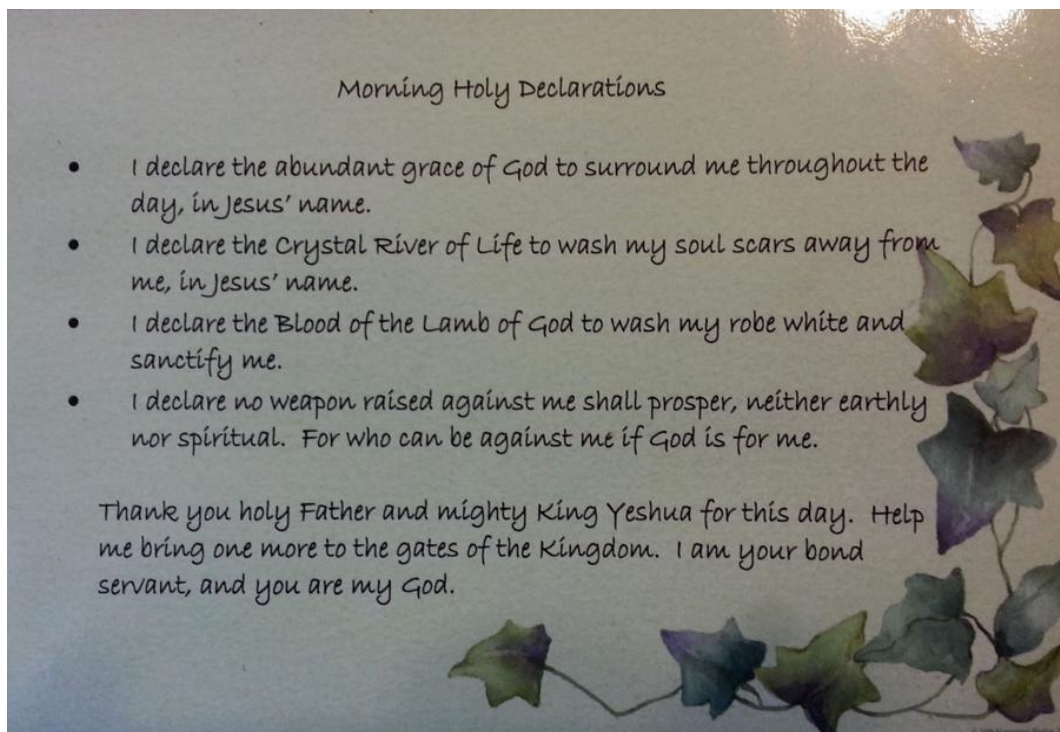 Morning Holy Declarations
• I declare the abundant grace of God to surround me throughout the
day, in Jesus' name.
• I declare the Crystal River of Life to wash my soul scars away from
me, in Jesus' name.
• I declare the Blood of the Lamb of God to wash my robe white and
sanctify me.
• I declare no weapon raised against me shall prosper, neither earthly
nor spiritual.  For who can be against me if God is for me.
Thank you holy Father and mighty King Yeshua for this day.  Help
me bring one more to the gates of the Kingdom.  I am your bond
servant, and you are my God.